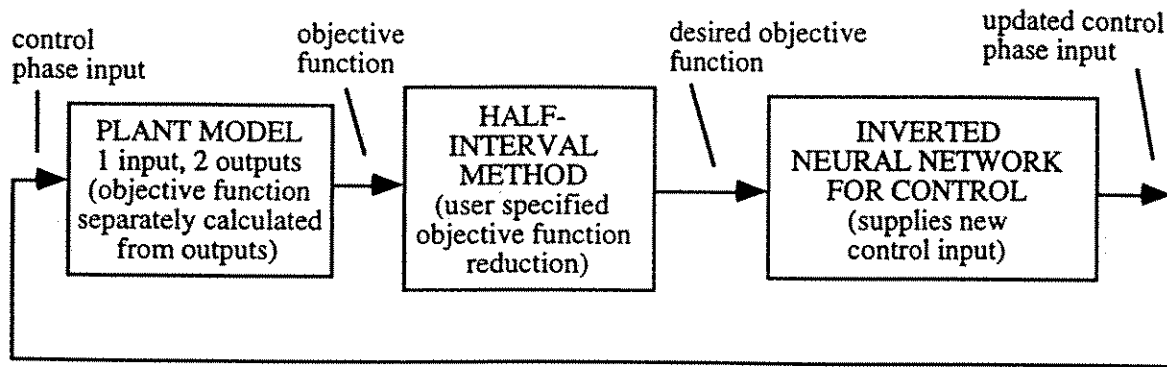 control
phase input
objective
function
desired objective
function
updated control
phase input
PLANT MODEL
1 input, 2 outputs
(objective function
separately calculated
from outputs)
HALF-
INTERVAL
METHOD
(user specified
objective function
reduction)
INVERTED
NEURAL NETWORK
FOR CONTROL
(supplies new
control input)